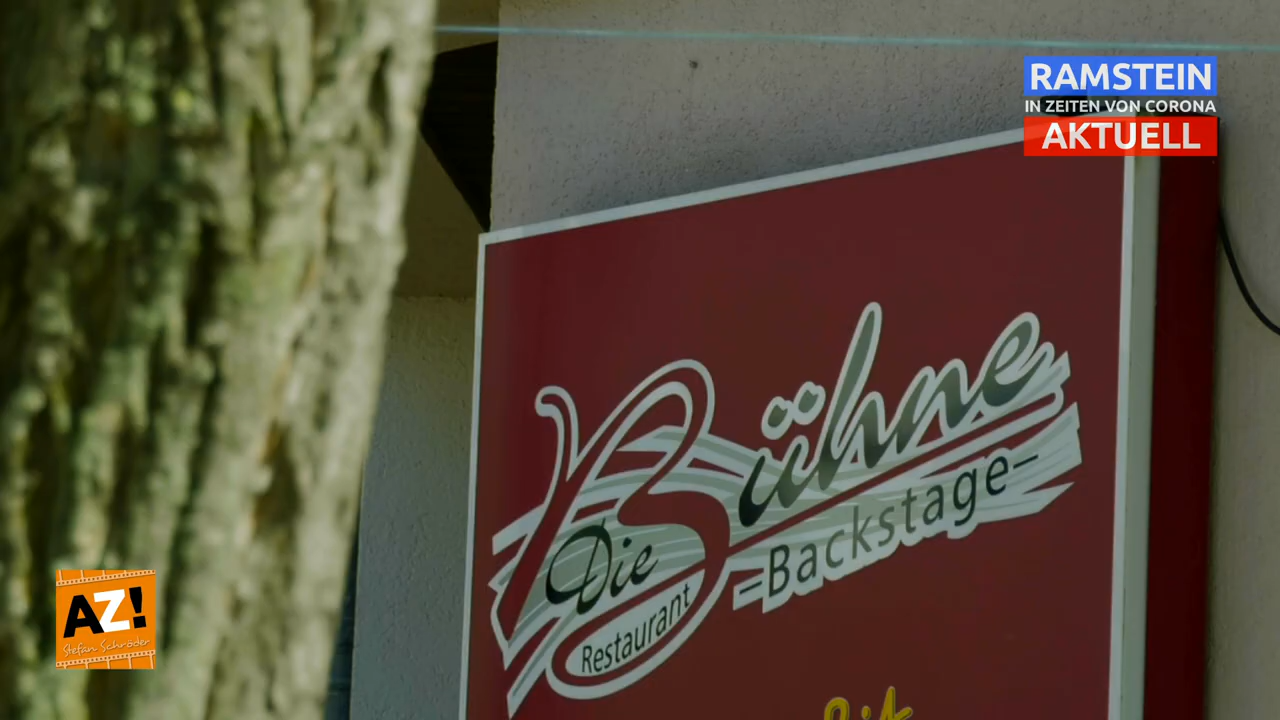 RAMSTEIN
IN ZEITEN VON CORONA
AKTUELL
Die Bühne
–Backstage–
Restaurant
AZ!
Stefan Schröder